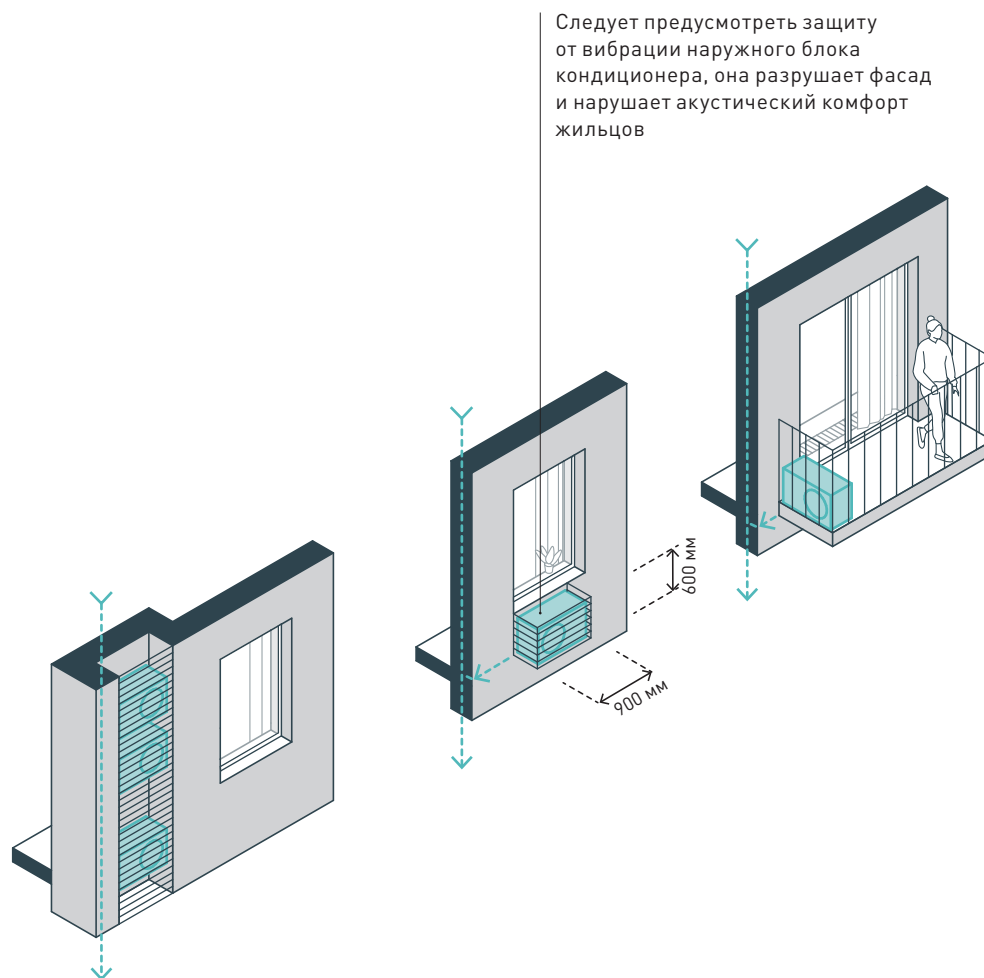 Следует предусмотреть защиту
от вибрации наружного блока
кондиционера, она разрушает фасад
и нарушает акустический комфорт
жильцов
600 мм
900 мм